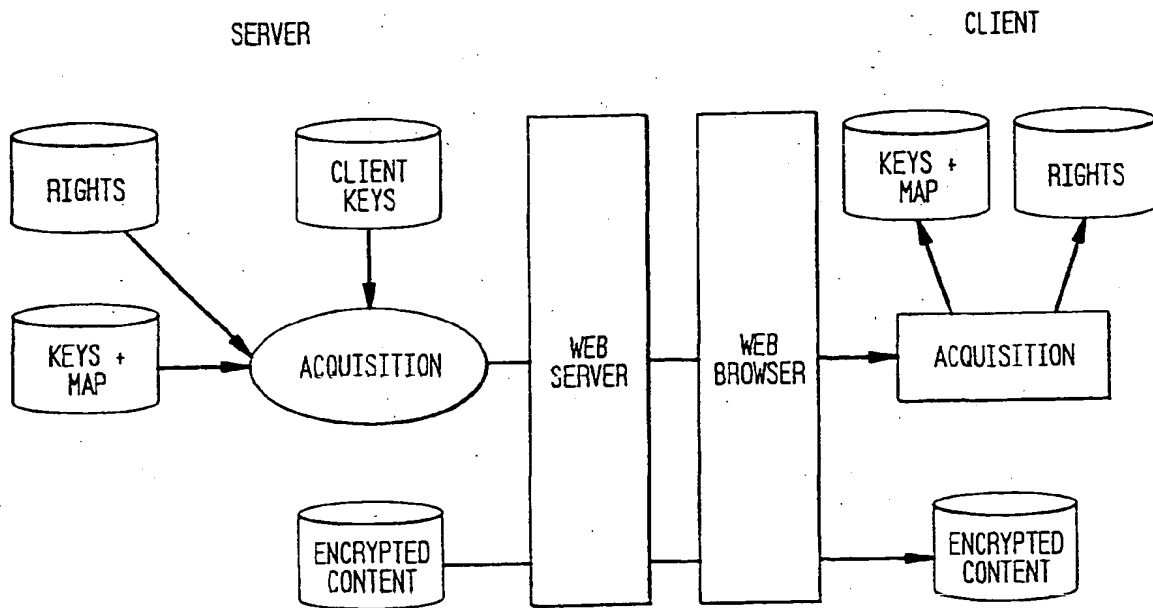 SERVER
CLIENT
RIGHTS
CLIENT
KEYS
KEYS +
MAP
RIGHTS
KEYS +
MAP
ACQUISITION
WEB
SERVER
WEB
BROWSER
ACQUISITION
ENCRYPTED
CONTENT
ENCRYPTED
CONTENT